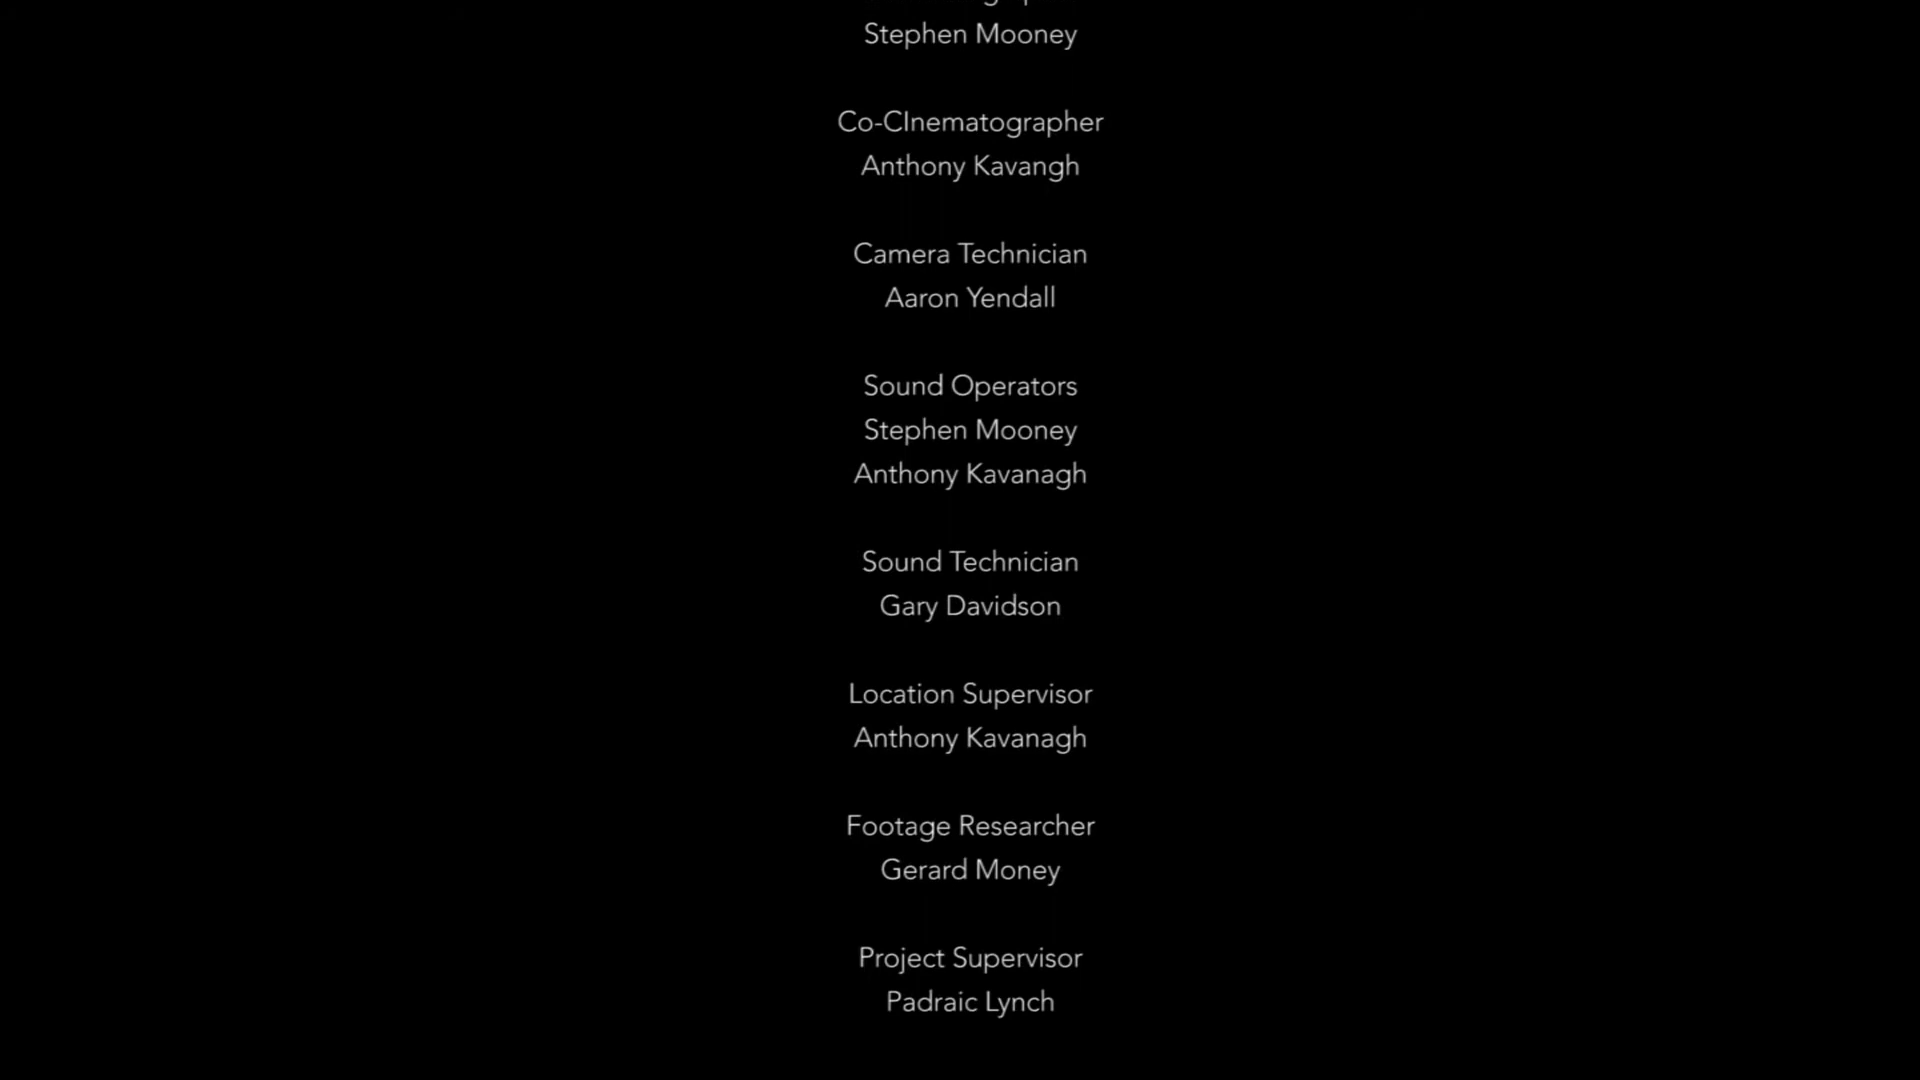 Stephen Mooney
Co-CInematographer
Anthony Kavangh
Camera Technician
Aaron Yendall
Sound Operators
Stephen Mooney
Anthony Kavanagh
Sound Technician
Gary Davidson
Location Supervisor
Anthony Kavanagh
Footage Researcher
Gerard Money
Project Supervisor
Padraic Lynch